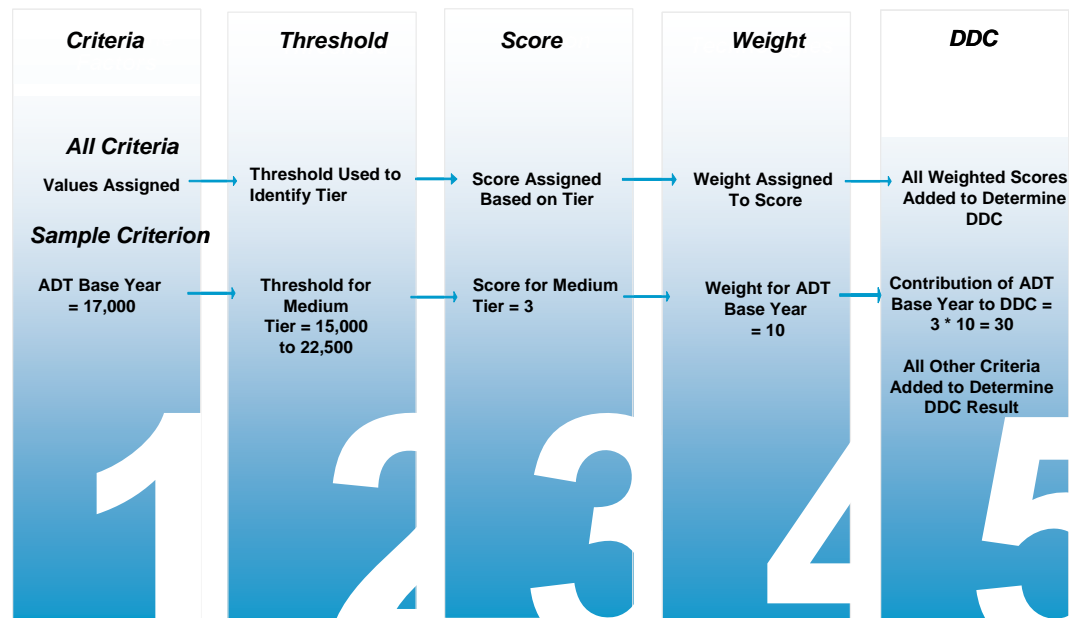 Criteria
Threshold
Score
Weight
DDC
All Criteria
Values Assigned
Threshold Used to
Identify Tier
Score Assigned
Based on Tier
Weight Assigned
To Score
All Weighted Scores
Added to Determine
DDC
Sample Criterion
ADT Base Year
= 17,000
Threshold for
Medium
Tier = 15,000
to 22,500
Score for Medium
Tier = 3
Weight for ADT
Base Year
= 10
Contribution of ADT
Base Year to DDC =
3 * 10 = 30
All Other Criteria
Added to Determine
DDC Result
1
2
3
4
5